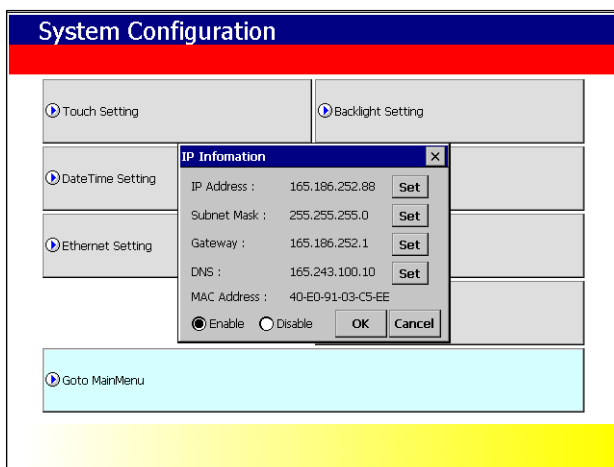 System Configuration
Touch Setting
Backlight Setting
IP Infomation
DateTime Setting
IP Address : 165.186.252.88 Set
Subnet Mask : 255.255.255.0 Set
Ethernet Setting
Gateway : 165.186.252.1 Set
DNS : 165.243.100.10 Set
MAC Address : 40-E0-91-03-C5-EE
Enable Disable OK Cancel
Goto MainMenu